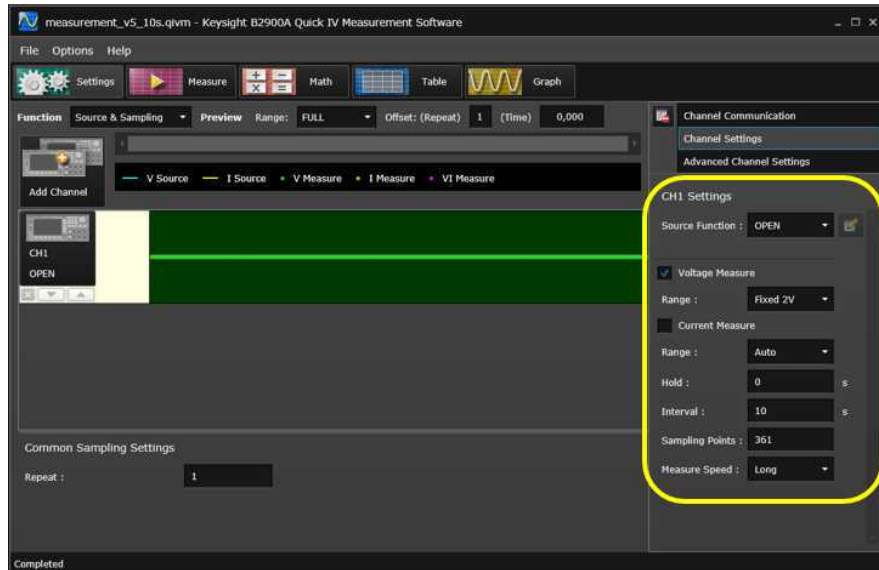 measurement_v5_10s.qivm - Keysight B2900A Quick IV Measurement Software
File Options Help
Settings Measure Math Table Graph
Function Source & Sampling Preview Range: FULL Offset: (Repeat) 1 (Time) 0,000
Add Channel
V Source I Source V Measure I Measure VI Measure
CH1
OPEN
Common Sampling Settings
Repeat : 1
Channel Communication
Channel Settings
Advanced Channel Settings
CH1 Settings
Source Function : OPEN
Voltage Measure
Range : Fixed 2V
Current Measure
Range : Auto
Hold : 0 s
Interval : 10 s
Sampling Points : 361
Measure Speed : Long
Completed